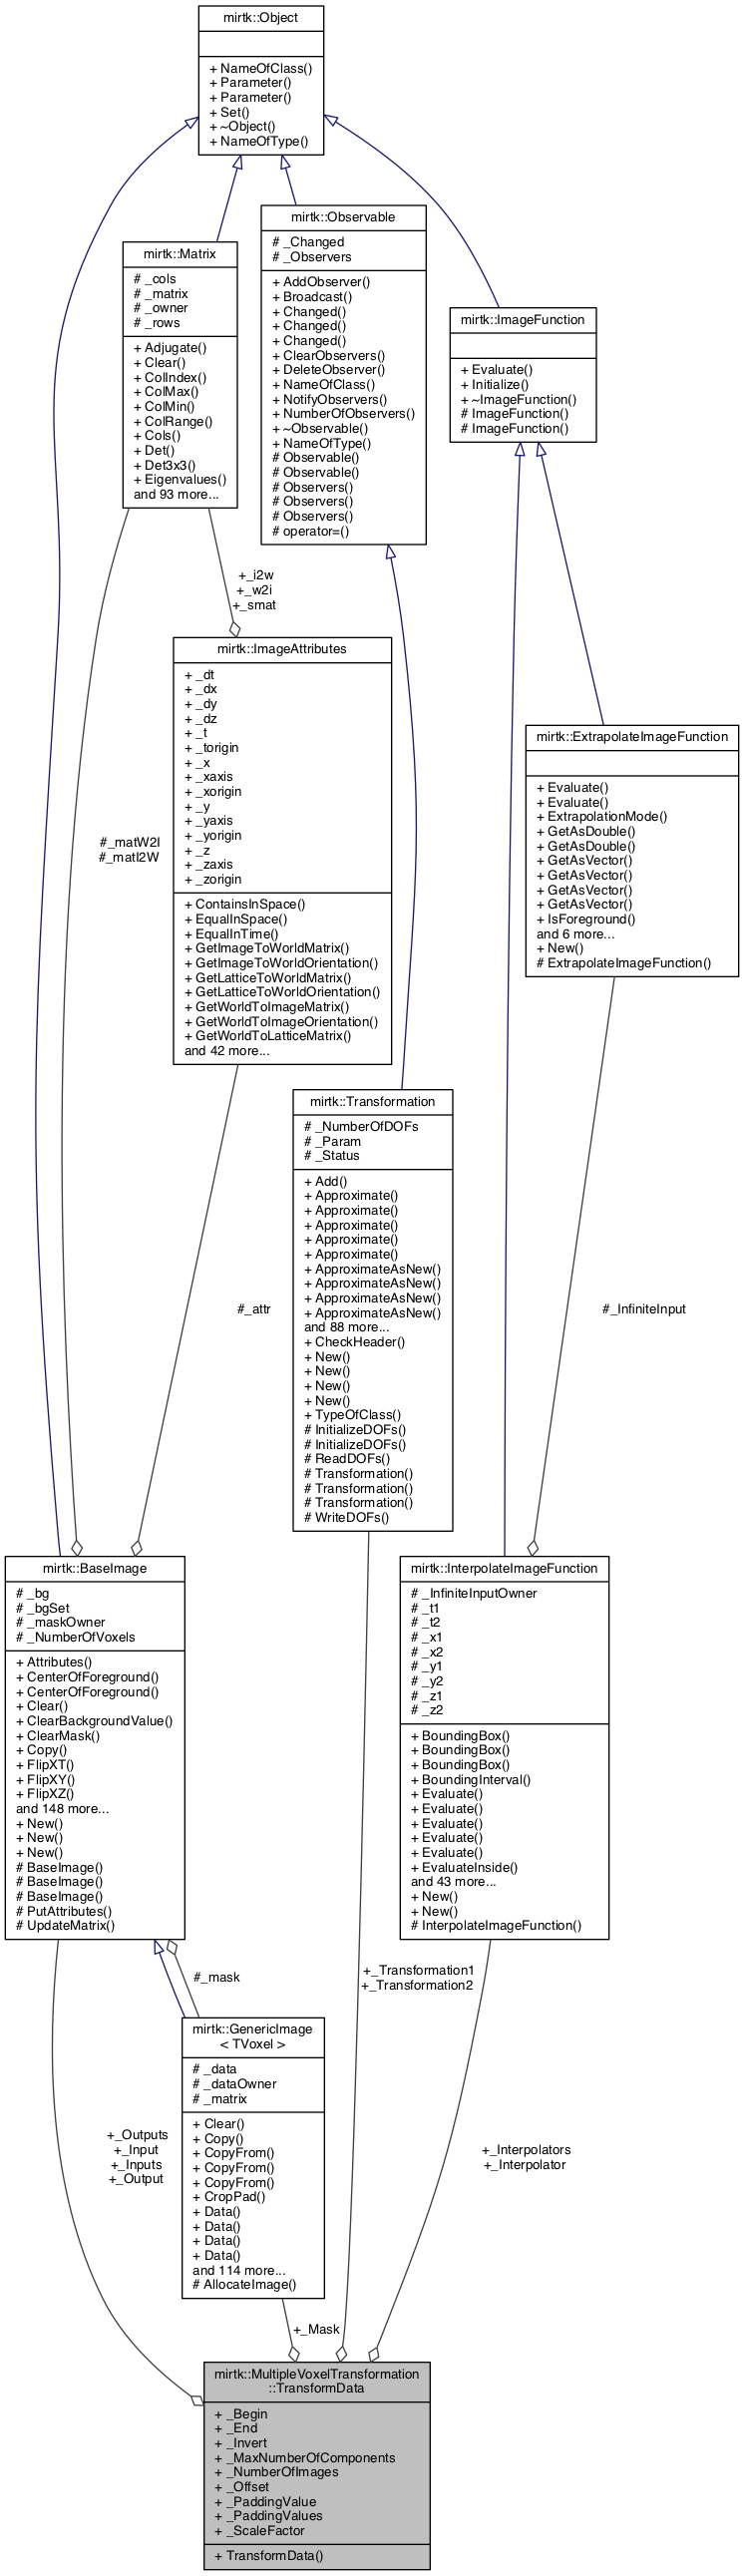 mirtk::Object
+ NameOfClass()
+ Parameter()
+ Parameter()
+ Set()
+ ~Object()
+ NameOfType()
mirtk::Observable
# _Changed
# _Observers
+ AddObserver()
+ Broadcast()
+ Changed()
+ Changed()
+ Changed()
+ ClearObservers()
+ DeleteObserver()
+ NameOfClass()
+ NotifyObservers()
+ NumberOfObservers()
+ ~Observable()
+ NameOfType()
# Observable()
# Observable()
# Observers()
# Observers()
# Observers()
# operator=()
mirtk::Matrix
# _cols
# _matrix
# _owner
# _rows
+ Adjugate()
+ Clear()
+ ColIndex()
+ ColMax()
+ ColMin()
+ ColRange()
+ Cols()
+ Det()
+ Det3x3()
+ Eigenvalues()
and 93 more...
mirtk::ImageFunction
+ Evaluate()
+ Initialize()
+ ~ImageFunction()
# ImageFunction()
# ImageFunction()
+_i2w
+_w2i
+_smat
mirtk::ImageAttributes
+ _dt
+ _dx
+ _dy
+ _dz
+ _t
+ _torigin
+ _x
+ _xaxis
+ _xorigin
+ _y
+ _yaxis
+ _yorigin
+ _z
+ _zaxis
+ _zorigin
+ ContainsInSpace()
+ EqualInSpace()
+ EqualInTime()
+ GetImageToWorldMatrix()
+ GetImageToWorldOrientation()
+ GetLatticeToWorldMatrix()
+ GetLatticeToWorldOrientation()
+ GetWorldToImageMatrix()
+ GetWorldToImageOrientation()
+ GetWorldToLatticeMatrix()
and 42 more...
mirtk::ExtrapolateImageFunction
+ Evaluate()
+ Evaluate()
+ ExtrapolationMode()
+ GetAsDouble()
+ GetAsDouble()
+ GetAsVector()
+ GetAsVector()
+ GetAsVector()
+ GetAsVector()
+ IsForeground()
and 6 more...
+ New()
# ExtrapolateImageFunction()
#_matW2I
#_matI2W
mirtk::Transformation
# _NumberOfDOFs
# _Param
# _Status
+ Add()
+ Approximate()
+ Approximate()
+ Approximate()
+ Approximate()
+ Approximate()
+ ApproximateAsNew()
+ ApproximateAsNew()
+ ApproximateAsNew()
+ ApproximateAsNew()
and 88 more...
+ CheckHeader()
+ New()
+ New()
+ New()
+ New()
+ TypeOfClass()
# InitializeDOFs()
# InitializeDOFs()
# ReadDOFs()
# Transformation()
# Transformation()
# Transformation()
# WriteDOFs()
#_attr
#_InfiniteInput
mirtk::BaseImage
# _bg
# _bgSet
# _maskOwner
# _NumberOfVoxels
+ Attributes()
+ CenterOfForeground()
+ CenterOfForeground()
+ Clear()
+ ClearBackgroundValue()
+ ClearMask()
+ Copy()
+ FlipXT()
+ FlipXY()
+ FlipXZ()
and 148 more...
+ New()
+ New()
+ New()
# BaseImage()
# BaseImage()
# BaseImage()
# PutAttributes()
# UpdateMatrix()
mirtk::InterpolateImageFunction
# _InfiniteInputOwner
# _t1
# _t2
# _x1
# _x2
# _y1
# _y2
# _z1
# _z2
+ BoundingBox()
+ BoundingBox()
+ BoundingBox()
+ BoundingInterval()
+ Evaluate()
+ Evaluate()
+ Evaluate()
+ Evaluate()
+ Evaluate()
+ EvaluateInside()
and 43 more...
+ New()
+ New()
# InterpolateImageFunction()
#_mask
+_Transformation1
+_Transformation2
mirtk::GenericImage
< TVoxel >
# _data
# _dataOwner
# _matrix
+ Clear()
+ Copy()
+ CopyFrom()
+ CopyFrom()
+ CopyFrom()
+ CropPad()
+ Data()
+ Data()
+ Data()
+ Data()
and 114 more...
# AllocateImage()
+_Outputs
+_Input
+_Inputs
+_Output
+_Interpolators
+_Interpolator
+_Mask
mirtk::MultipleVoxelTransformation
::TransformData
+ _Begin
+ _End
+ _Invert
+ _MaxNumberOfComponents
+ _NumberOfImages
+ _Offset
+ _PaddingValue
+ _PaddingValues
+ _ScaleFactor
+ TransformData()